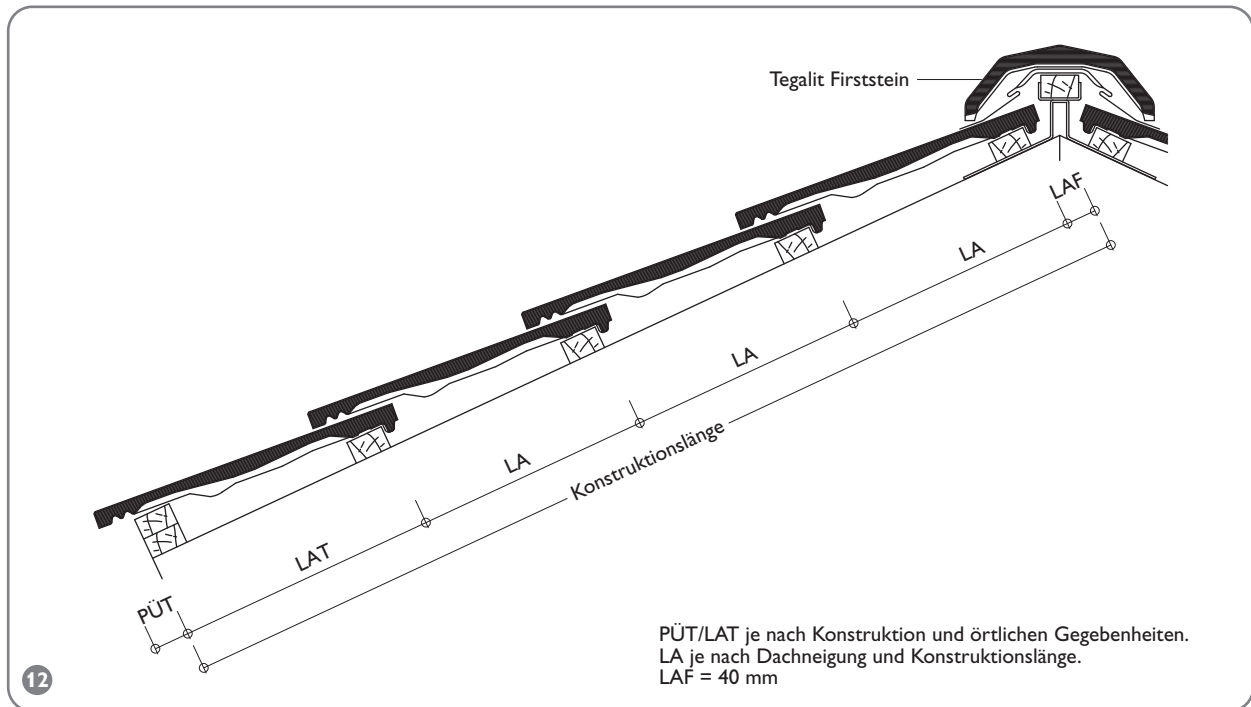 Tegalit Firststein
LAF
LA
LA
LA
Konstruktionslänge
LAT
PÜT
PÜT/LAT je nach Konstruktion und örtlichen Gegebenheiten.
LA je nach Dachneigung und Konstruktionslänge.
LAF = 40 mm
12